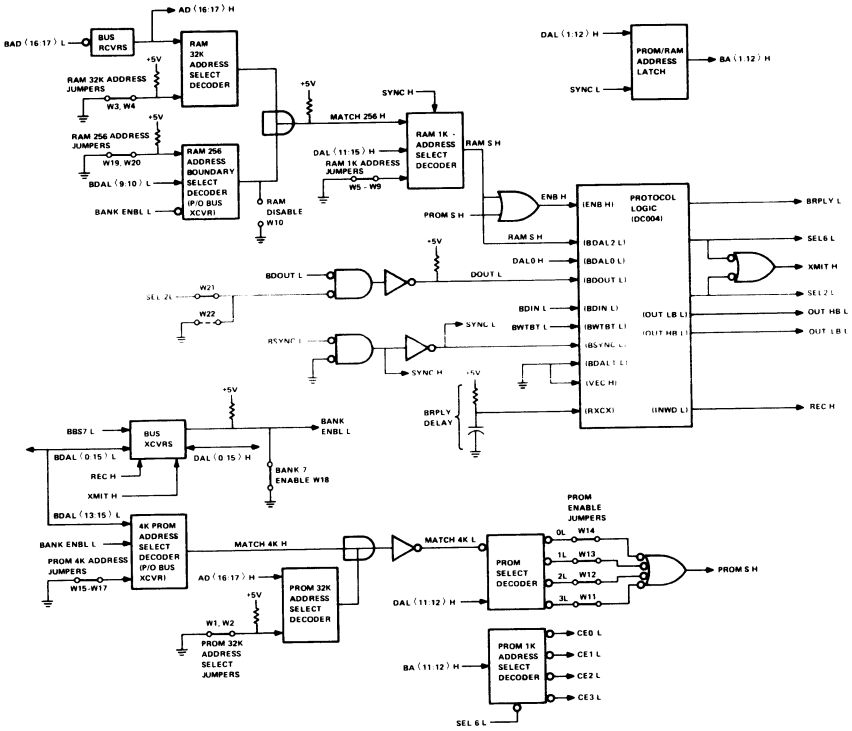 AD (16:17) H
BAD (16:17) L
BUS
RCVRS
RAM
32K
ADDRESS
SELECT
DECODER
+5V
RAM 32K ADDRESS
JUMPERS
W3, W4
+5V
RAM 256 ADDRESS
JUMPERS
W19, W20
BDAL (9:10) L
BANK ENBL L
RAM 256
ADDRESS
BOUNDARY
SELECT
DECODER
(P/O BUS
XCVR)
RAM
DISABLE
W10
+5V
MATCH 256 H
SYNC H
DAL (11:15) H
RAM 1K ADDRESS
JUMPERS
W5 - W9
RAM 1K -
ADDRESS
SELECT
DECODER
RAM S H
DAL (1:12) H
SYNC L
PROM/RAM
ADDRESS
LATCH
BA (1:12) H
PROM S H
ENB H
RAM S H
DAL0 H
DOUT L
+5V
BDOUT L
SEL 2L
W21
W22
BSYNC L
SYNC L
SYNC H
BDIN L
BWTBT L
+5V
BRPLY
DELAY
PROTOCOL
LOGIC
(DC004)
(ENB H)
(BDAL2 L)
(BDAL0 L)
(BDOUT L)
(BDIN L)
(BWTBT L)
(BSYNC L)
(BDAL1 L)
(VEC H)
(RXCX)
(OUT LB L)
(OUT HB L)
(INWD L)
BRPLY L
SEL6 L
XMIT H
SEL2 L
OUT HB L
OUT LB L
REC H
+5V
BBS7 L
BUS
XCVRS
BANK
ENBL L
BDAL (0:15) L
DAL (0:15) H
REC H
XMIT H
BANK 7
ENABLE W18
BDAL (13:15) L
BANK ENBL L
PROM 4K ADDRESS
JUMPERS
W15-W17
4K PROM
ADDRESS
SELECT
DECODER
(P/O BUS
XCVR)
MATCH 4K H
AD (16:17) H
+5V
W1, W2
PROM 32K
ADDRESS
SELECT
JUMPERS
PROM 32K
ADDRESS
SELECT
DECODER
MATCH 4K L
DAL (11:12) H
PROM
SELECT
DECODER
PROM
ENABLE
JUMPERS
0L W14
1L W13
2L W12
3L W11
PROM S H
BA (11:12) H
PROM 1K
ADDRESS
SELECT
DECODER
CE0 L
CE1 L
CE2 L
CE3 L
SEL 6 L